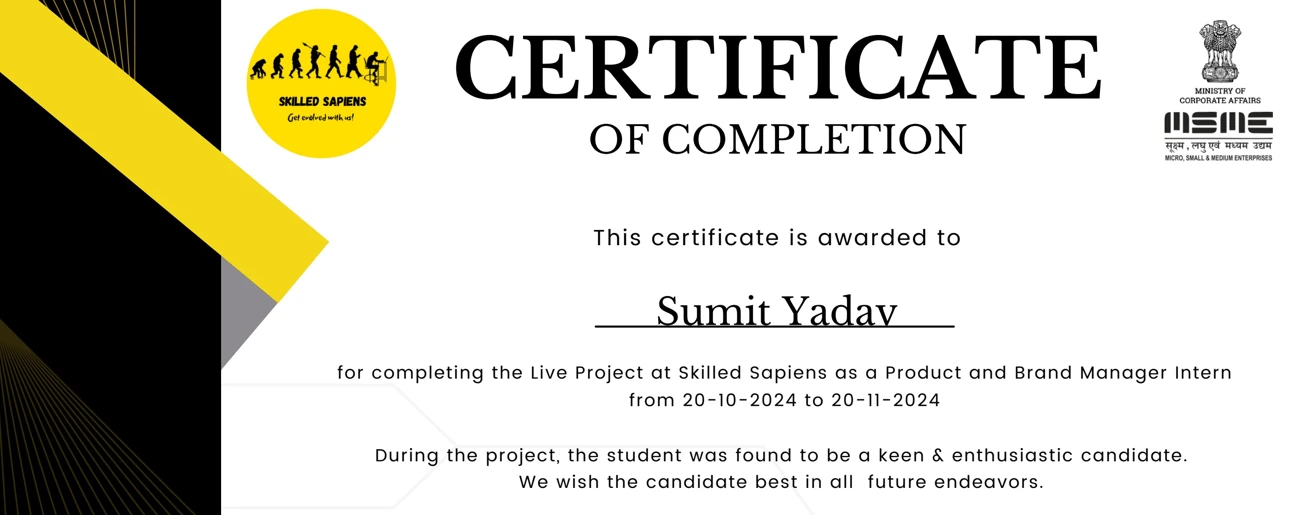 SKILLED SAPIENS
Get evolved with us!
CERTIFICATE
OF COMPLETION
MINISTRY OF
CORPORATE AFFAIRS
MSME
सूक्ष्म, लघु एवं मध्यम उद्यम
MICRO, SMALL & MEDIUM ENTERPRISES
This certificate is awarded to
Sumit Yadav
for completing the Live Project at Skilled Sapiens as a Product and Brand Manager Intern
from 20-10-2024 to 20-11-2024
During the project, the student was found to be a keen & enthusiastic candidate.
We wish the candidate best in all future endeavors.